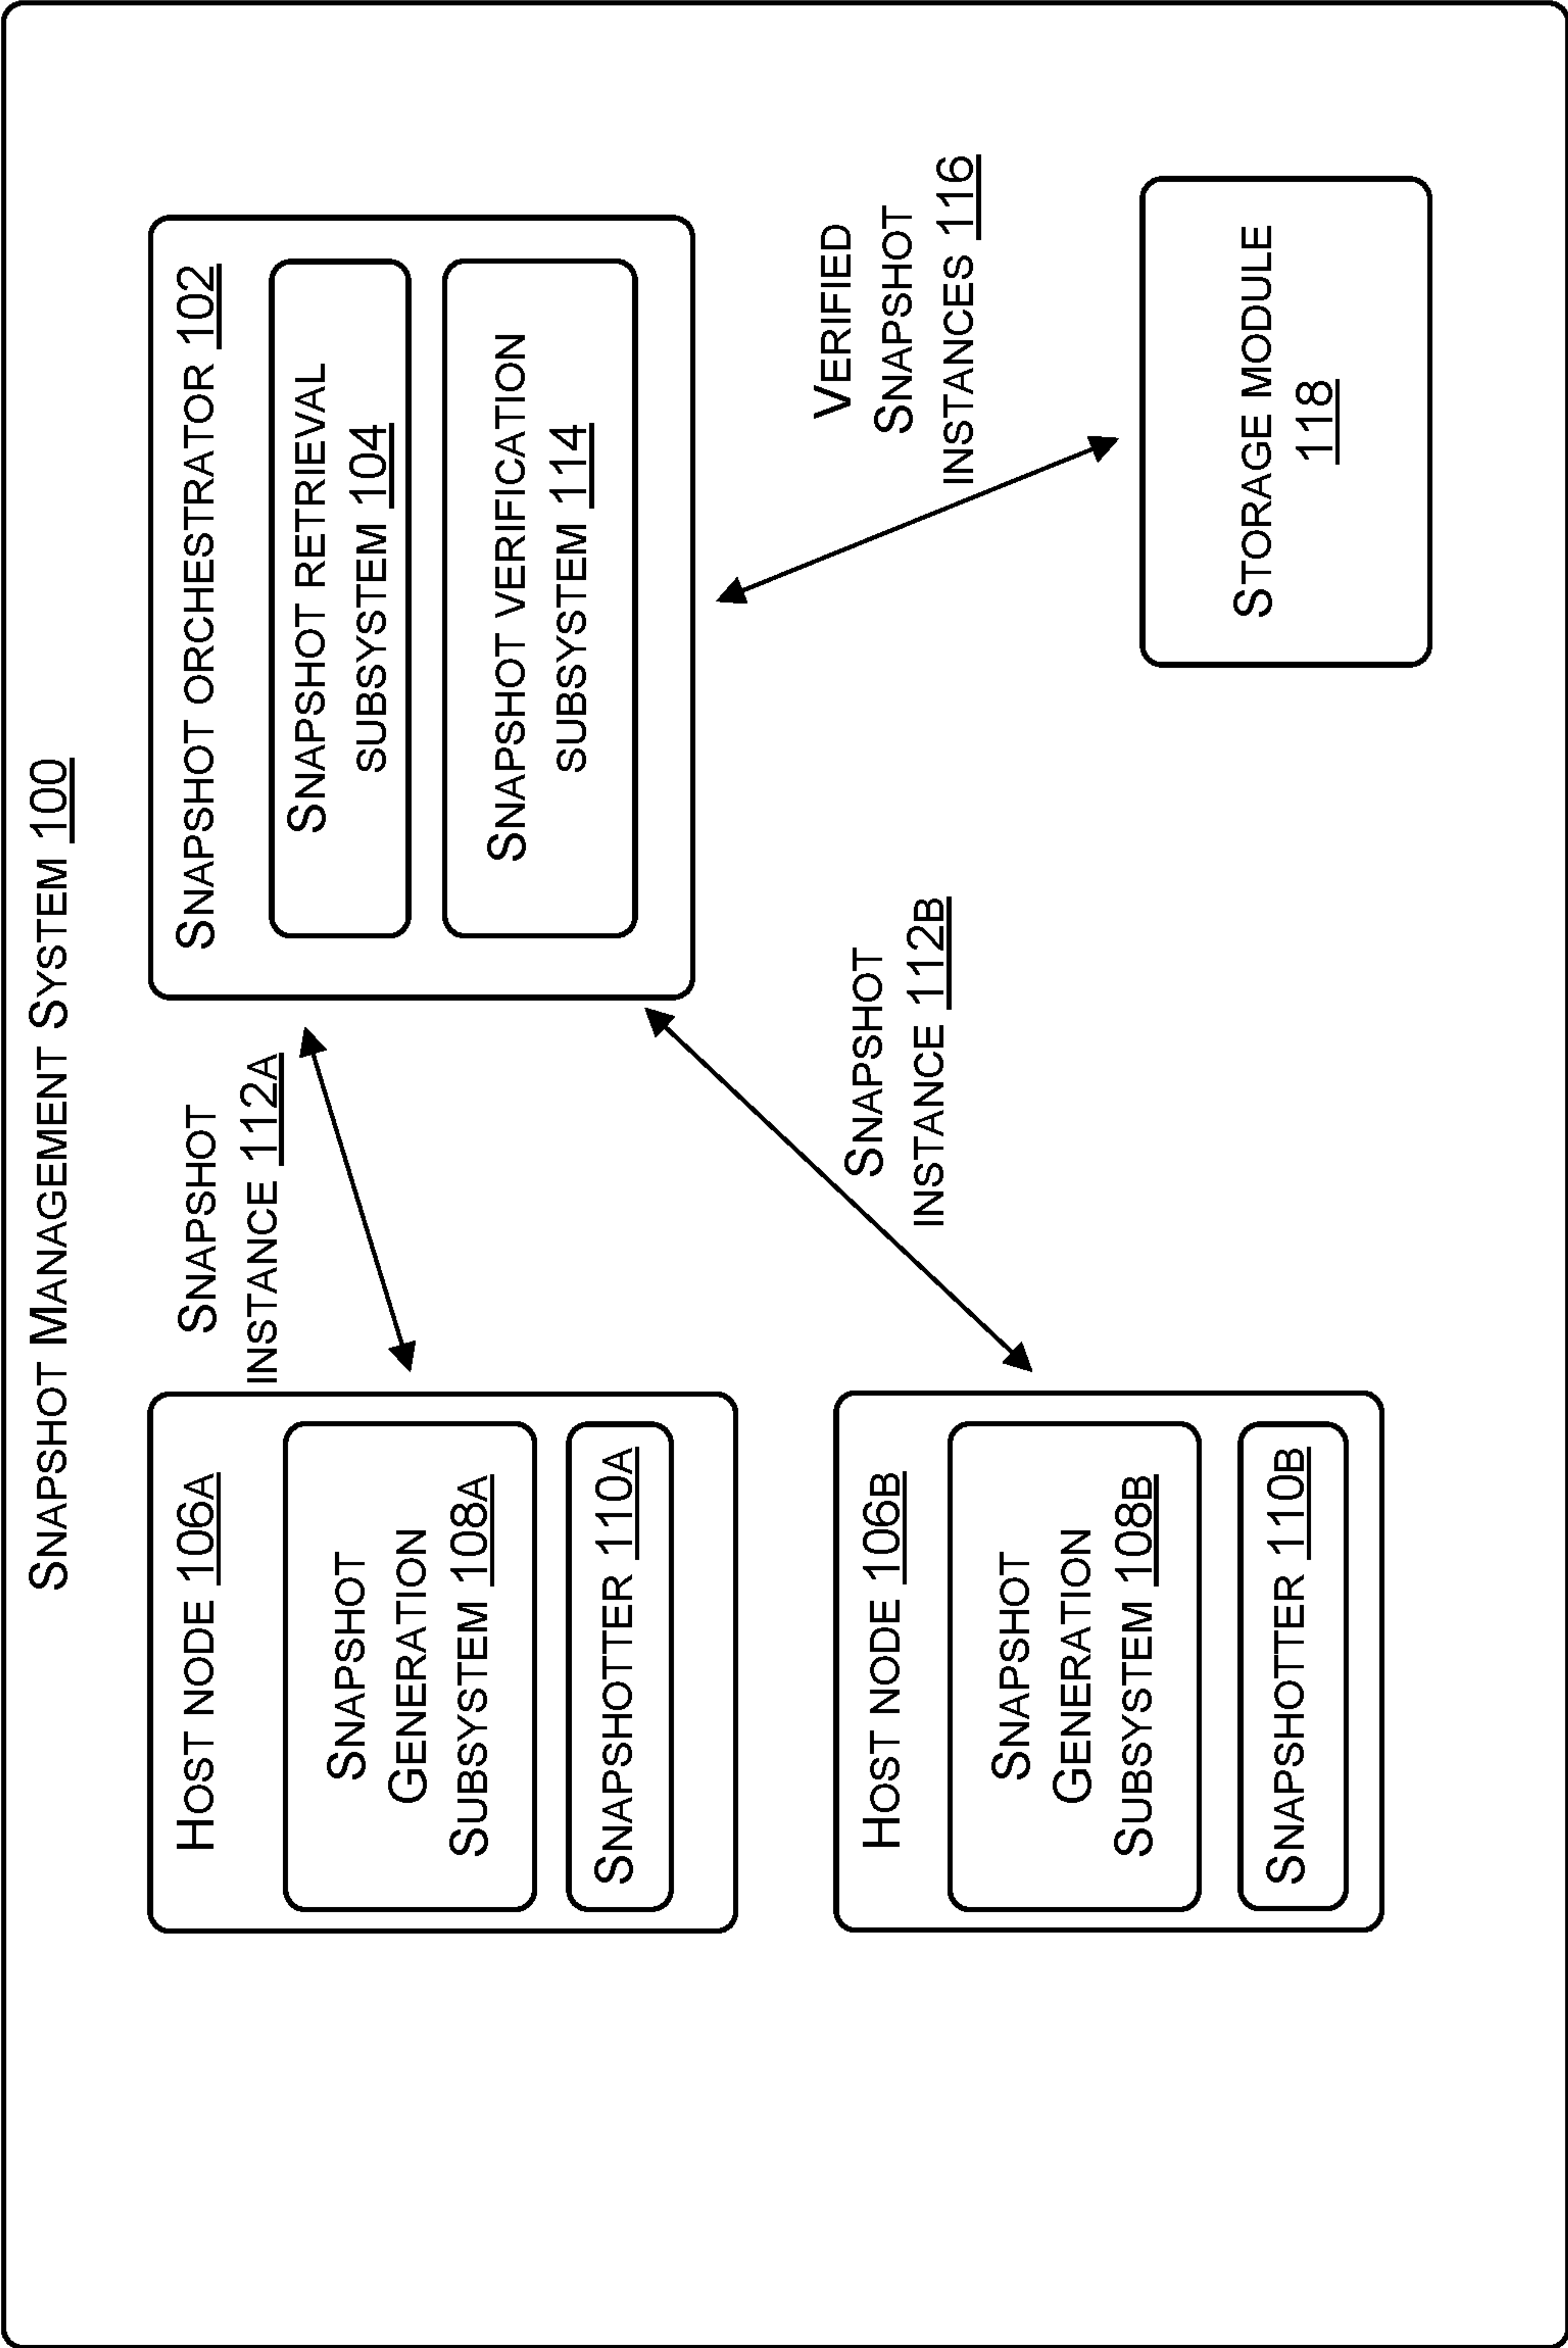 SNAPSHOT MANAGEMENT SYSTEM 100
HOST NODE 106A
SNAPSHOT
GENERATION
SUBSYSTEM 108A
SNAPSHOTTER 110A
SNAPSHOT
INSTANCE 112A
SNAPSHOT ORCHESTRATOR 102
SNAPSHOT RETRIEVAL
SUBSYSTEM 104
SNAPSHOT VERIFICATION
SUBSYSTEM 114
HOST NODE 106B
SNAPSHOT
GENERATION
SUBSYSTEM 108B
SNAPSHOTTER 110B
SNAPSHOT
INSTANCE 112B
VERIFIED
SNAPSHOT
INSTANCES 116
STORAGE MODULE
118